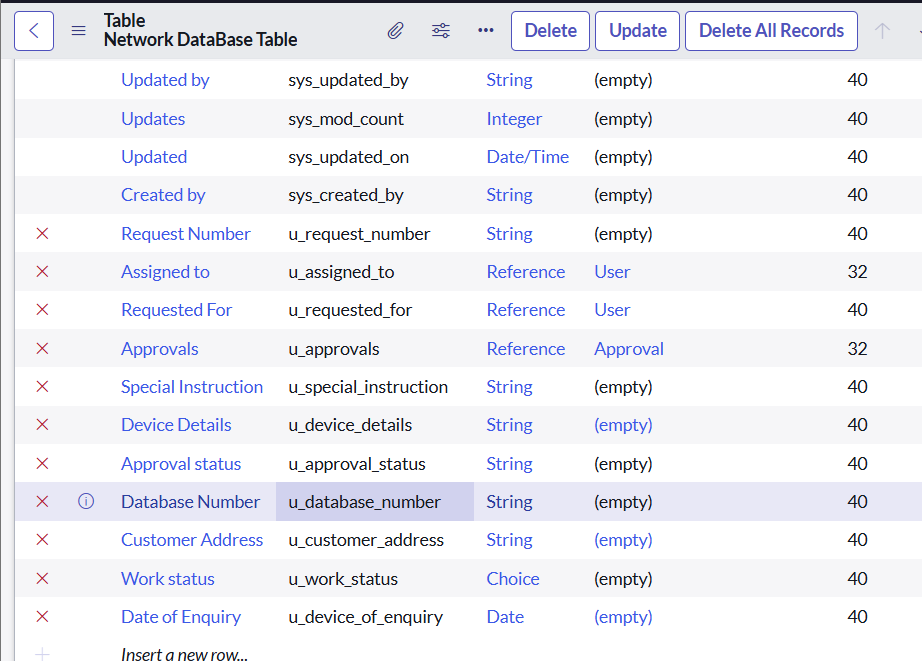 Table
Network DataBase Table
Delete Update Delete All Records
Updated by sys_updated_by String (empty) 40
Updates sys_mod_count Integer (empty) 40
Updated sys_updated_on Date/Time (empty) 40
Created by sys_created_by String (empty) 40
Request Number u_request_number String (empty) 40
Assigned to u_assigned_to Reference User 32
Requested For u_requested_for Reference User 40
Approvals u_approvals Reference Approval 32
Special Instruction u_special_instruction String (empty) 40
Device Details u_device_details String (empty) 40
Approval status u_approval_status String (empty) 40
Database Number u_database_number String (empty) 40
Customer Address u_customer_address String (empty) 40
Work status u_work_status Choice (empty) 40
Date of Enquiry u_device_of_enquiry Date (empty) 40
Insert a new row...